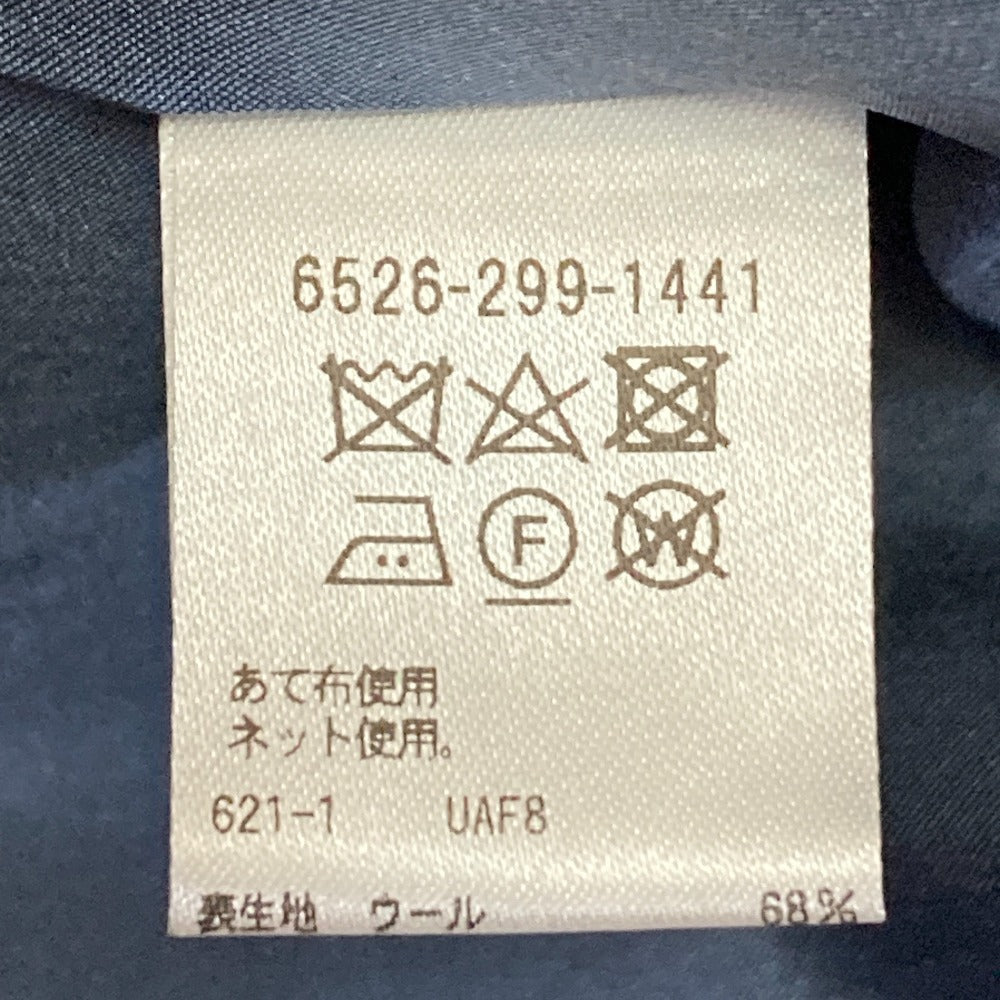 6526-299-1441
F
W
あて布使用
ネット使用。
621-1 UAF8
表生地 ウール 68%